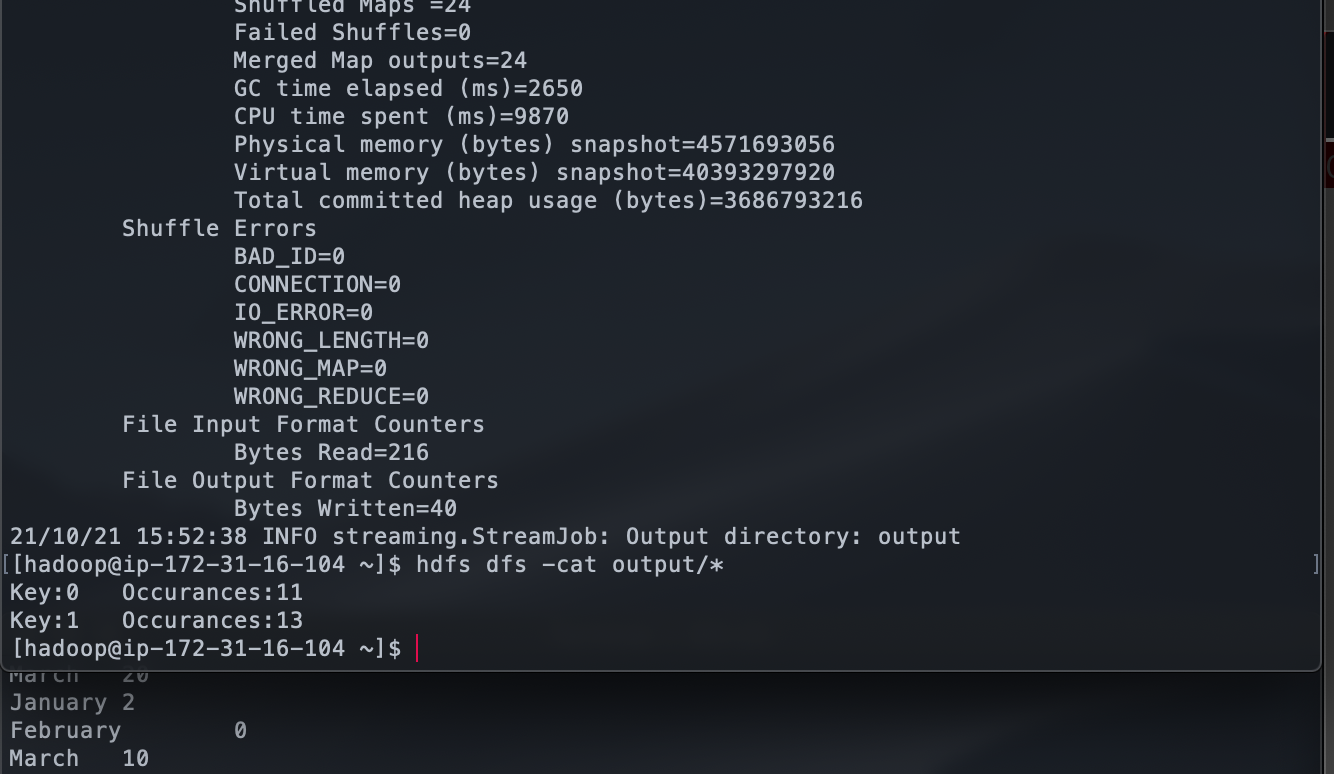 Shuffled Maps =24
Failed Shuffles=0
Merged Map outputs=24
GC time elapsed (ms)=2650
CPU time spent (ms)=9870
Physical memory (bytes) snapshot=4571693056
Virtual memory (bytes) snapshot=40393297920
Total committed heap usage (bytes)=3686793216
Shuffle Errors
BAD_ID=0
CONNECTION=0
IO_ERROR=0
WRONG_LENGTH=0
WRONG_MAP=0
WRONG_REDUCE=0
File Input Format Counters
Bytes Read=216
File Output Format Counters
Bytes Written=40
21/10/21 15:52:38 INFO streaming.StreamJob: Output directory: output
[[hadoop@ip-172-31-16-104 ~]$ hdfs dfs -cat output/* ]
Key:0 Occurances:11
Key:1 Occurances:13
[hadoop@ip-172-31-16-104 ~]$
March 20
January 2
February 0
March 10